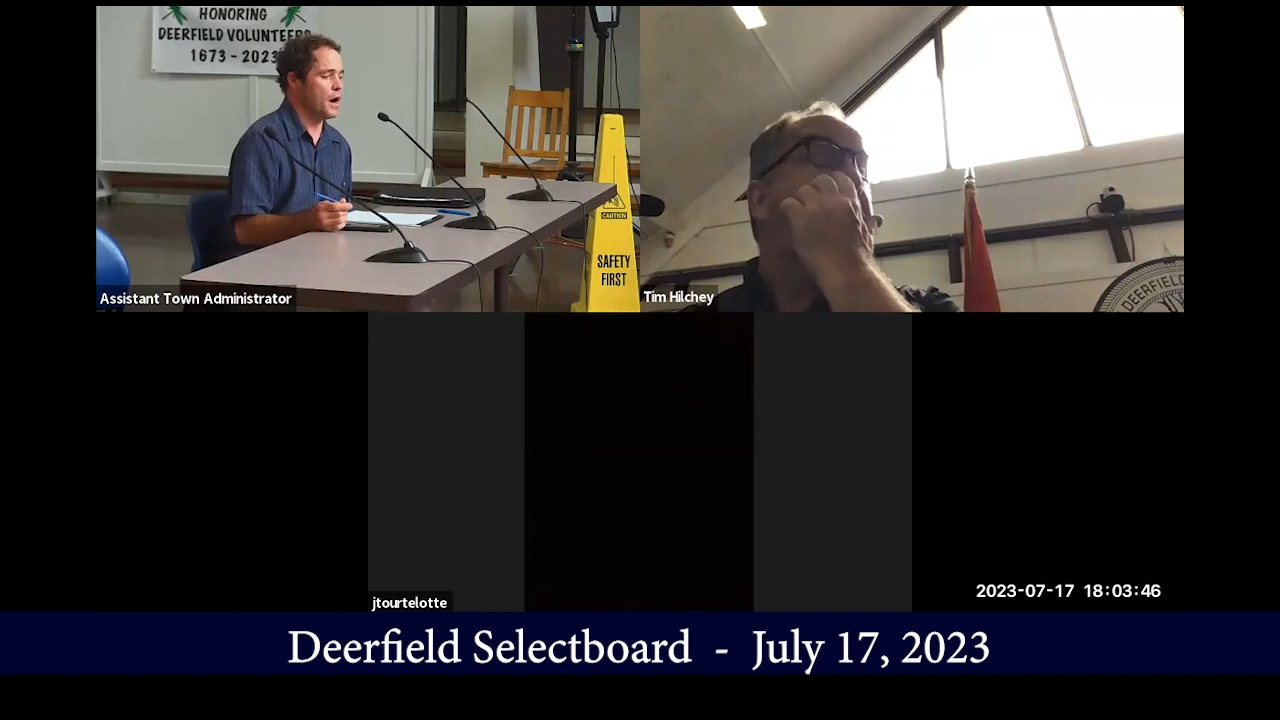 HONORING
DEERFIELD VOLUNTEERS
1673 - 2023
CAUTION
SAFETY
FIRST
DEERFIELD
Assistant Town Administrator
Tim Hilchey
jtourtelotte
2023-07-17 18:03:46
Deerfield Selectboard - July 17, 2023